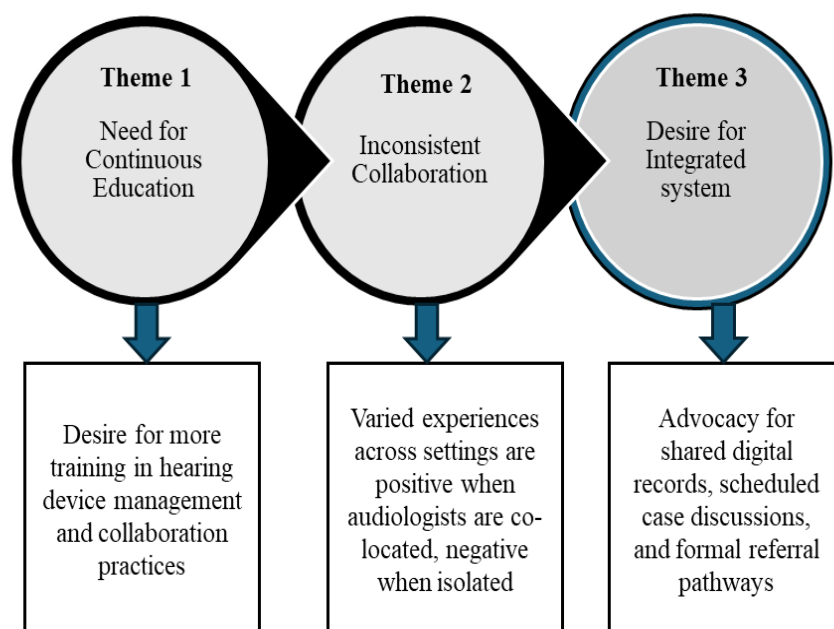 Theme 1
Need for
Continuous
Education
Theme 2
Inconsistent
Collaboration
Theme 3
Desire for
Integrated
system
Desire for more
training in hearing
device management
and collaboration
practices
Varied experiences
across settings are
positive when
audiologists are co-
located, negative
when isolated
Advocacy for
shared digital
records, scheduled
case discussions,
and formal referral
pathways